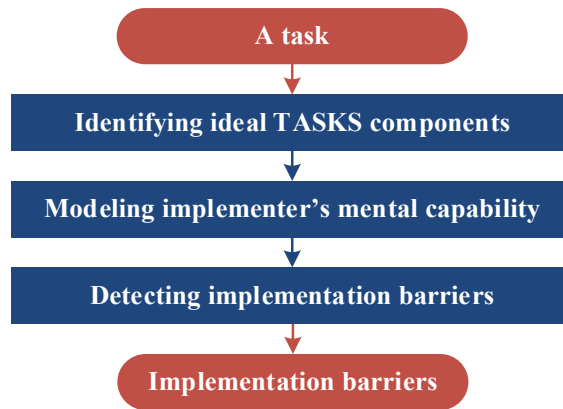 A task
Identifying ideal TASKS components
Modeling implementer’s mental capability
Detecting implementation barriers
Implementation barriers